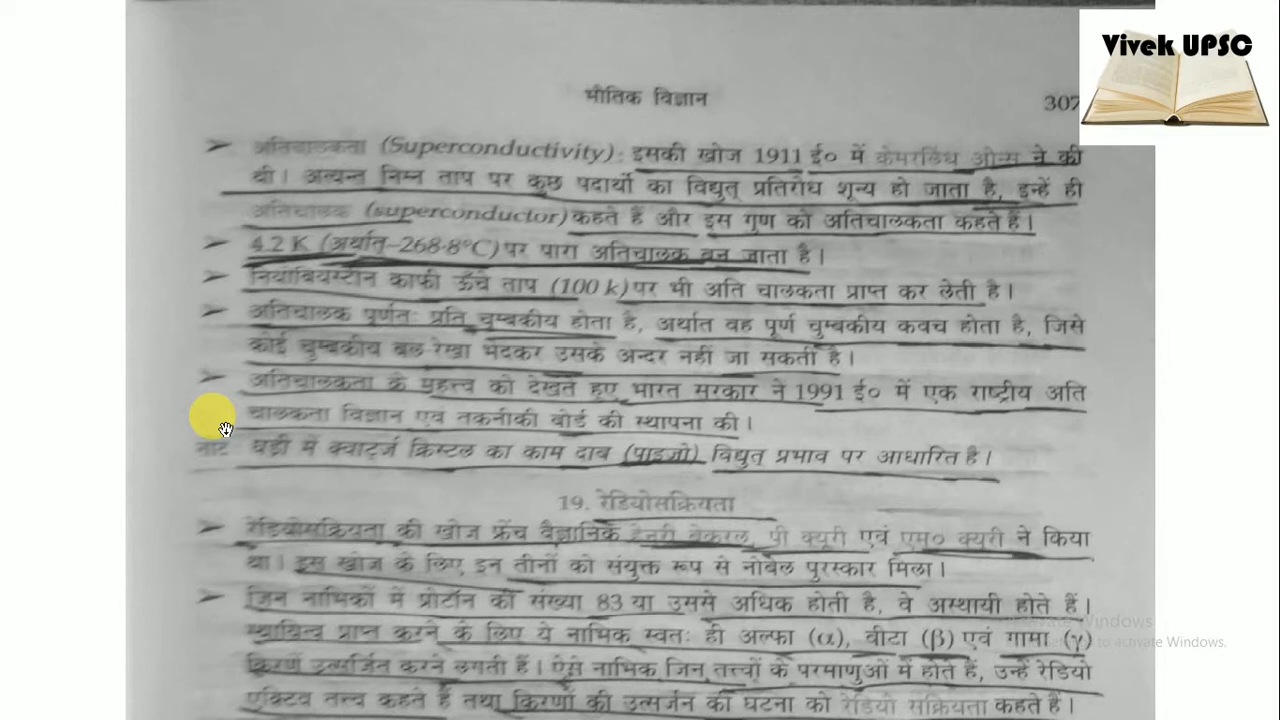 Vivek UPSC
भौतिक विज्ञान
307
➤ अतिचालकता (Superconductivity) : इसकी खोज 1911 ई० में केमरलिंघ ओन्स ने की
थी। अत्यन्त निम्न ताप पर कुछ पदार्थों का विद्युत् प्रतिरोध शून्य हो जाता है, इन्हें ही
अतिचालक (superconductor) कहते हैं और इस गुण को अतिचालकता कहते हैं।
➤ 4.2 K (अर्थात् –268·8°C) पर पारा अतिचालक बन जाता है।
➤ काफी ऊँचे ताप (100 k) पर भी अति चालकता प्राप्त कर लेती है।
➤ अतिचालक पूर्णतः प्रति चुम्बकीय होता है, अर्थात वह पूर्ण चुम्बकीय कवच होता है, जिसे
कोई चुम्बकीय बल-रेखा भेदकर उसके अन्दर नहीं जा सकती है।
➤ अतिचालकता के महत्त्व को देखते हुए भारत सरकार ने 1991 ई० में एक राष्ट्रीय अति
चालकता विज्ञान एवं तकनीकी बोर्ड की स्थापना की।
नोट घड़ी में क्वार्ट्ज क्रिस्टल का काम दाब (पाइजो) विद्युत् प्रभाव पर आधारित है।
19. रेडियोसक्रियता
➤ रेडियोसक्रियता की खोज फ्रेंच वैज्ञानिक हेनरी बेकरल, पी क्यूरी एवं एम० क्यूरी ने किया
था। इस खोज के लिए इन तीनों को संयुक्त रूप से नोबेल पुरस्कार मिला।
➤ जिन नाभिकों में प्रोटॉन की संख्या 83 या उससे अधिक होती है, वे अस्थायी होते हैं।
स्थायित्व प्राप्त करने के लिए ये नाभिक स्वतः ही अल्फा (α), बीटा (β) एवं गामा (γ)
किरणें उत्सर्जित करने लगती हैं। ऐसे नाभिक जिन तत्त्वों के परमाणुओं में होते हैं, उन्हें रेडियो
एक्टिव तत्त्व कहते हैं तथा किरणों की उत्सर्जन की घटना को रेडियो सक्रियता कहते हैं।
Activate Windows
to activate Windows.